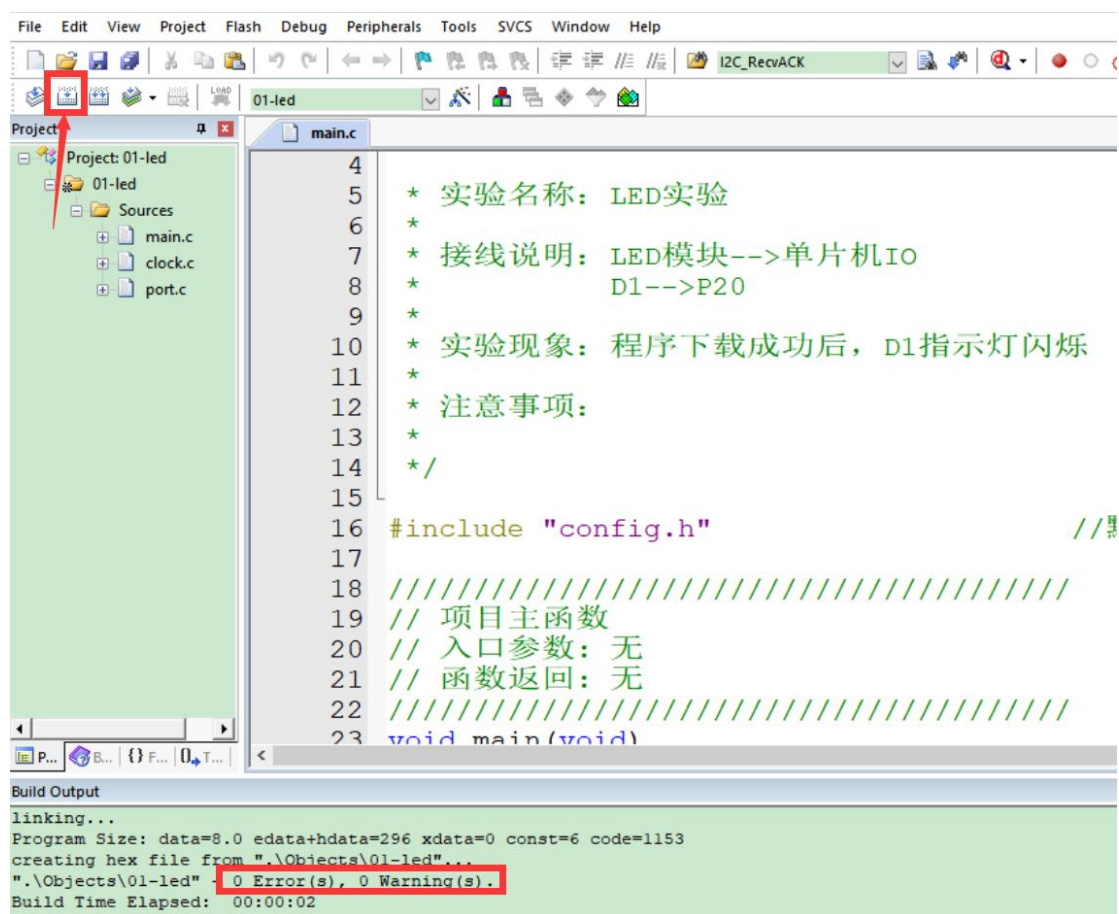 File Edit View Project Flash Debug Peripherals Tools SVCS Window Help
I2C_RecvACK
LOAD
01-led
Project
main.c
Project: 01-led
01-led
Sources
main.c
clock.c
port.c
4
5 * 实验名称：LED实验
6 *
7 * 接线说明：LED模块-->单片机IO
8 * D1-->P20
9 *
10 * 实验现象：程序下载成功后，D1指示灯闪烁
11 *
12 * 注意事项：
13 *
14 */
15
16 #include "config.h" //
17
18 ////////////////////////////////////////
19 // 项目主函数
20 // 入口参数：无
21 // 函数返回：无
22 ////////////////////////////////////////
23 void main(void)
P... B... {} F... 0 T...
Build Output
linking...
Program Size: data=8.0 edata+hdata=296 xdata=0 const=6 code=1153
creating hex file from ".\Objects\01-led"...
".\Objects\01-led" - 0 Error(s), 0 Warning(s).
Build Time Elapsed: 00:00:02